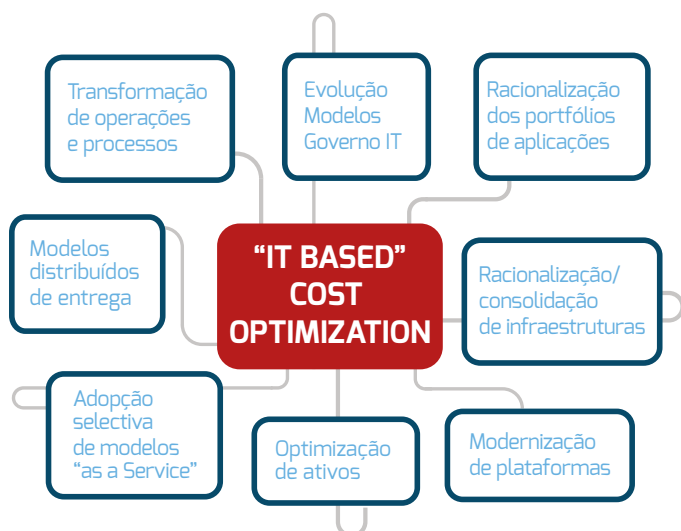 Transformação
de operações
e processos
Evolução
Modelos
Governo IT
Racionalização
dos portfólios
de aplicações
Modelos
distribuídos
de entrega
“IT BASED”
COST
OPTIMIZATION
Racionalização/
consolidação
de infraestruturas
Adopção
selectiva
de modelos
“as a Service”
Optimização
de ativos
Modernização
de plataformas